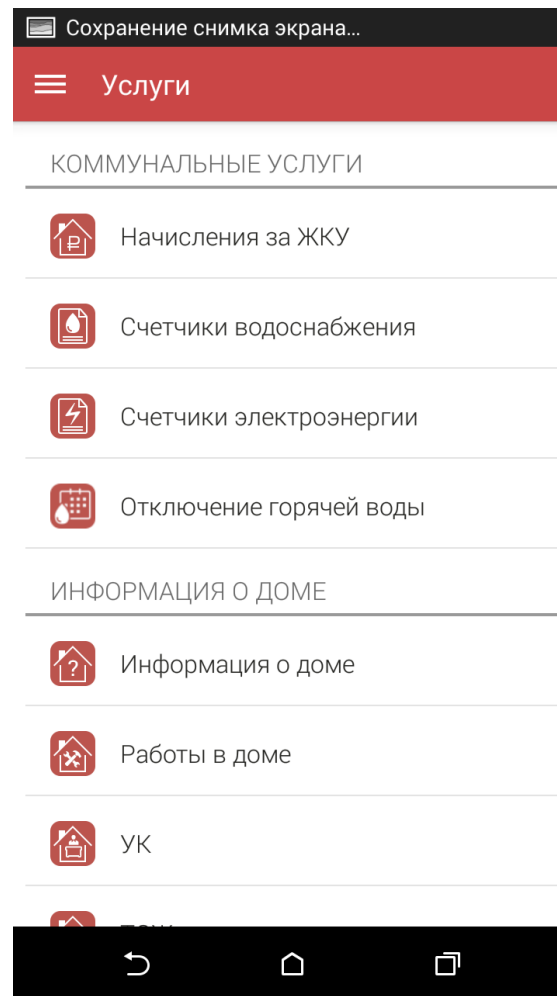 Сохранение снимка экрана...
Услуги
КОММУНАЛЬНЫЕ УСЛУГИ
Начисления за ЖКУ
Счетчики водоснабжения
Счетчики электроэнергии
Отключение горячей воды
ИНФОРМАЦИЯ О ДОМЕ
Информация о доме
Работы в доме
УК